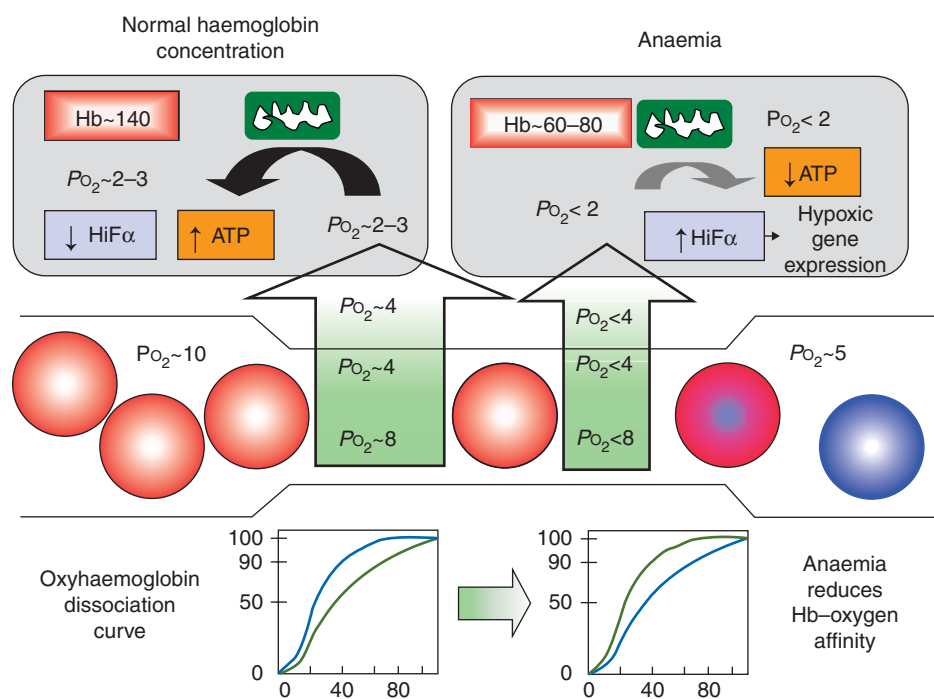 Normal haemoglobin
concentration
Anaemia
Hb~140
Po₂~2–3
↓ HiFα
↑ ATP
Po₂~2–3
Hb~60–80
Po₂< 2
↓ATP
Po₂< 2
↑HiFα
Hypoxic
gene
expression
Po₂~10
Po₂~4
Po₂~4
Po₂~8
Po₂<4
Po₂<4
Po₂<8
Po₂~5
Oxyhaemoglobin
dissociation
curve
100
90
50
0
0 40 80
100
90
50
0
0 40 80
Anaemia
reduces
Hb–oxygen
affinity